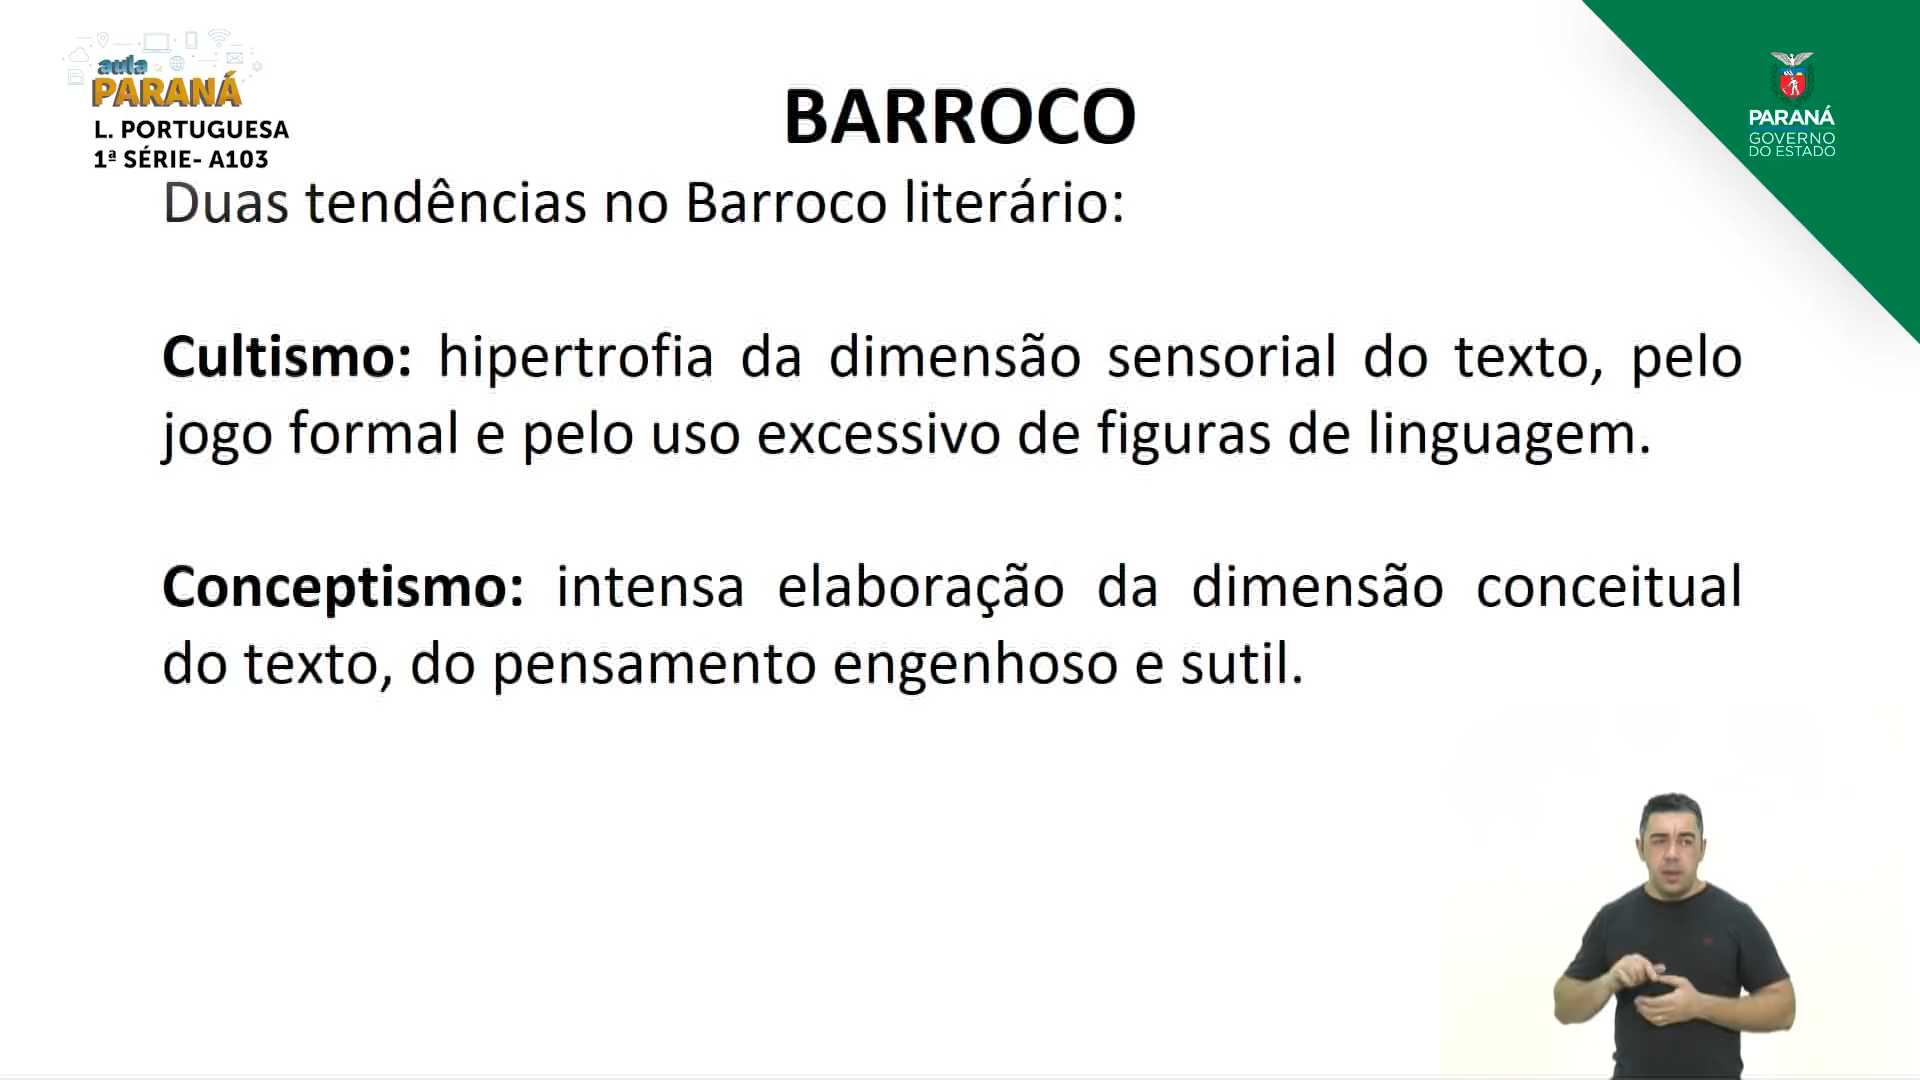 aula
PARANÁ
L. PORTUGUESA
1ª SÉRIE- A103
BARROCO
PARANÁ
GOVERNO
DO ESTADO
Duas tendências no Barroco literário:
Cultismo: hipertrofia da dimensão sensorial do texto, pelo
jogo formal e pelo uso excessivo de figuras de linguagem.
Conceptismo: intensa elaboração da dimensão conceitual
do texto, do pensamento engenhoso e sutil.